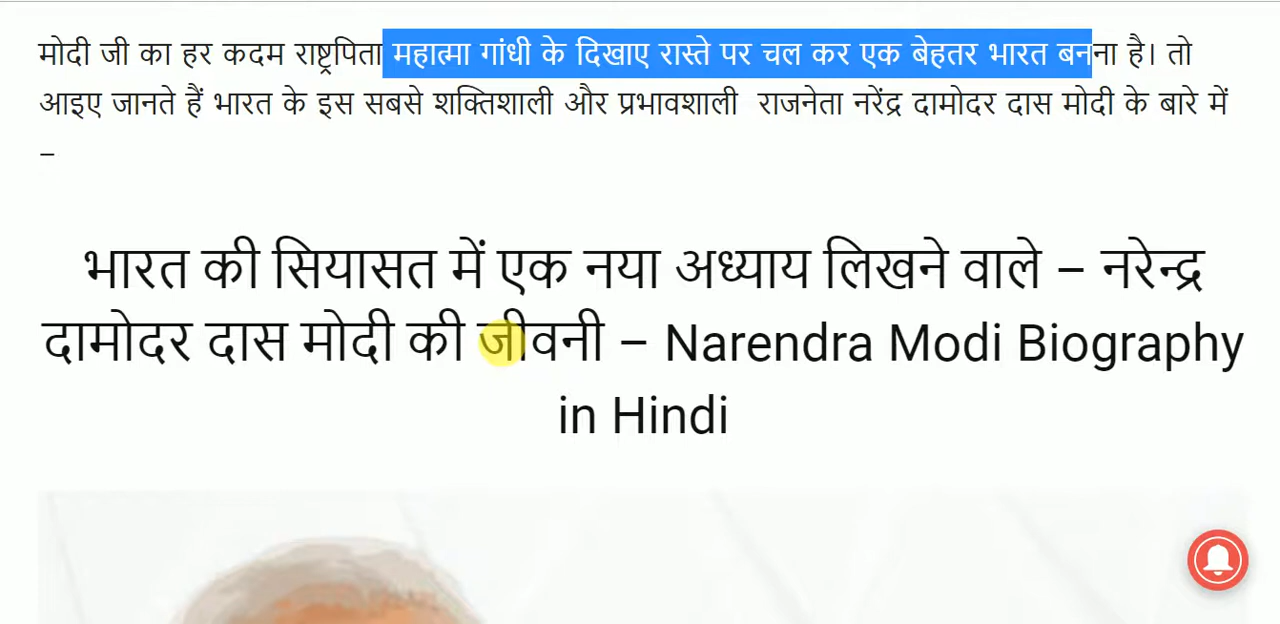 मोदी जी का हर कदम राष्ट्रपिता महात्मा गांधी के दिखाए रास्ते पर चल कर एक बेहतर भारत बनना है। तो
आइए जानते हैं भारत के इस सबसे शक्तिशाली और प्रभावशाली राजनेता नरेंद्र दामोदर दास मोदी के बारे में
–
भारत की सियासत में एक नया अध्याय लिखने वाले – नरेन्द्र
दामोदर दास मोदी की जीवनी – Narendra Modi Biography
in Hindi